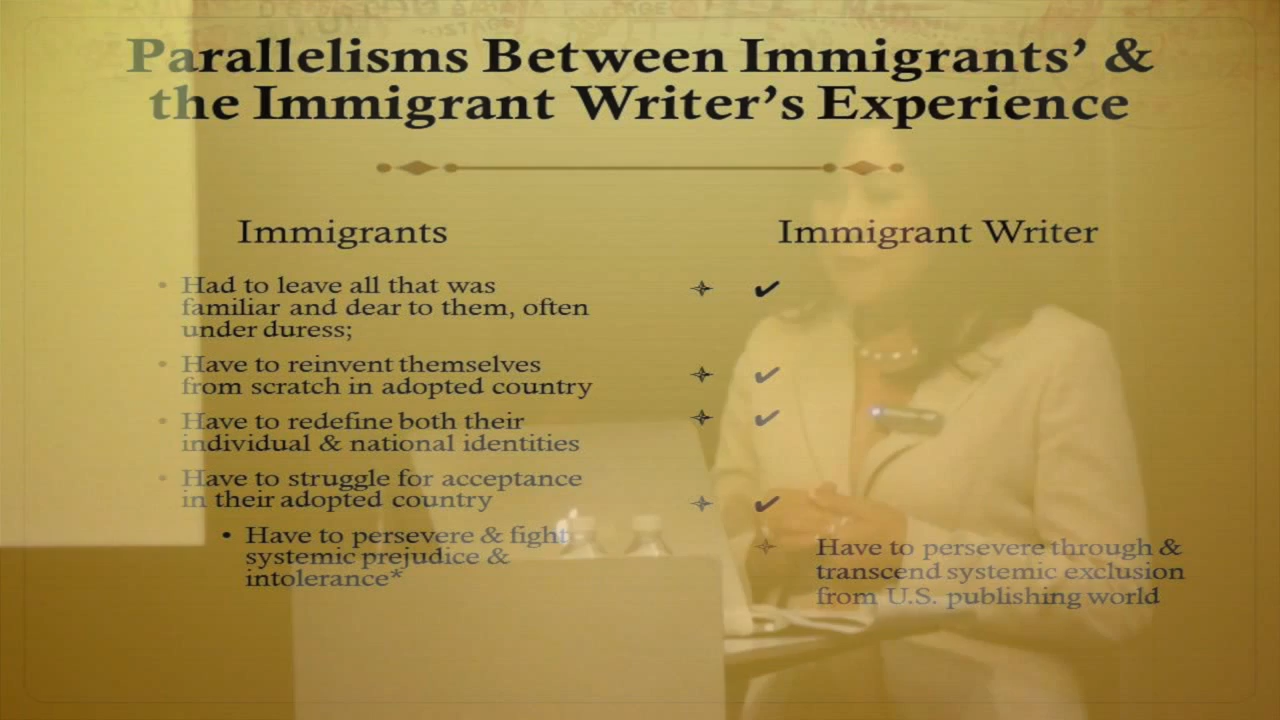 Parallelisms Between Immigrants’ &
the Immigrant Writer’s Experience
Immigrants
Immigrant Writer
• Had to leave all that was
familiar and dear to them, often
under duress;
• Have to reinvent themselves
from scratch in adopted country
• Have to redefine both their
individual & national identities
• Have to struggle for acceptance
in their adopted country
• Have to persevere & fight
systemic prejudice &
intolerance*
✓
✓
✓
✓
Have to persevere through &
transcend systemic exclusion
from U.S. publishing world